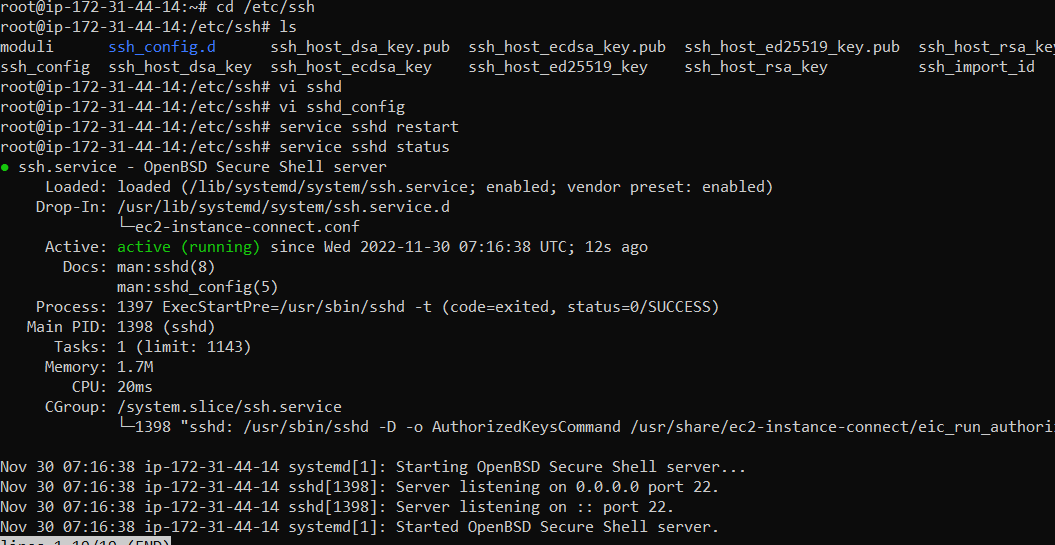 root@ip-172-31-44-14:~# cd /etc/ssh
root@ip-172-31-44-14:/etc/ssh# ls
moduli ssh_config.d ssh_host_dsa_key.pub ssh_host_ecdsa_key.pub ssh_host_ed25519_key.pub ssh_host_rsa_key
ssh_config ssh_host_dsa_key ssh_host_ecdsa_key ssh_host_ed25519_key ssh_host_rsa_key ssh_import_id
root@ip-172-31-44-14:/etc/ssh# vi sshd
root@ip-172-31-44-14:/etc/ssh# vi sshd_config
root@ip-172-31-44-14:/etc/ssh# service sshd restart
root@ip-172-31-44-14:/etc/ssh# service sshd status
● ssh.service - OpenBSD Secure Shell server
Loaded: loaded (/lib/systemd/system/ssh.service; enabled; vendor preset: enabled)
Drop-In: /usr/lib/systemd/system/ssh.service.d
└─ec2-instance-connect.conf
Active: active (running) since Wed 2022-11-30 07:16:38 UTC; 12s ago
Docs: man:sshd(8)
man:sshd_config(5)
Process: 1397 ExecStartPre=/usr/sbin/sshd -t (code=exited, status=0/SUCCESS)
Main PID: 1398 (sshd)
Tasks: 1 (limit: 1143)
Memory: 1.7M
CPU: 20ms
CGroup: /system.slice/ssh.service
└─1398 "sshd: /usr/sbin/sshd -D -o AuthorizedKeysCommand /usr/share/ec2-instance-connect/eic_run_authori
Nov 30 07:16:38 ip-172-31-44-14 systemd[1]: Starting OpenBSD Secure Shell server...
Nov 30 07:16:38 ip-172-31-44-14 sshd[1398]: Server listening on 0.0.0.0 port 22.
Nov 30 07:16:38 ip-172-31-44-14 sshd[1398]: Server listening on :: port 22.
Nov 30 07:16:38 ip-172-31-44-14 systemd[1]: Started OpenBSD Secure Shell server.
lines 1-19/19 (END)